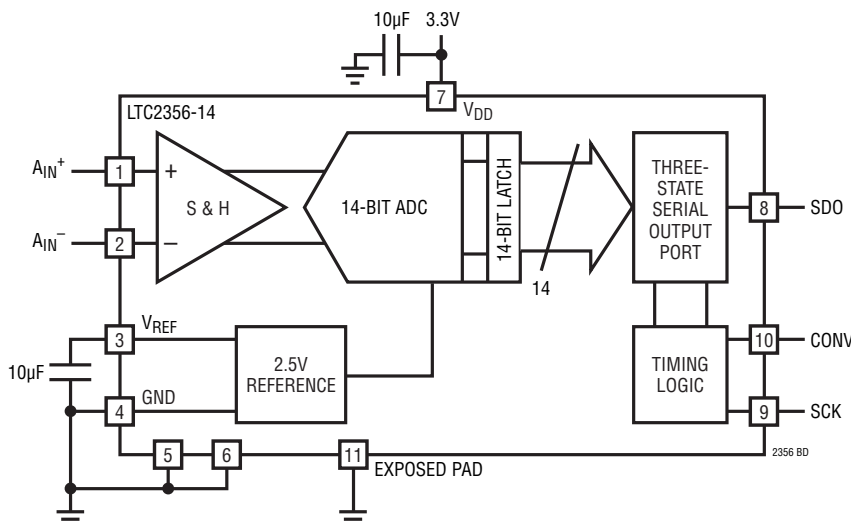 10µF 3.3V
7
LTC2356-14
VDD
AIN+
1
+
S & H
14-BIT ADC
14-BIT LATCH
14
THREE-
STATE
SERIAL
OUTPUT
PORT
8
SDO
AIN−
2
−
3
VREF
10µF
2.5V
REFERENCE
4
GND
TIMING
LOGIC
10
CONV
9
SCK
5
6
11
EXPOSED PAD
2356 BD